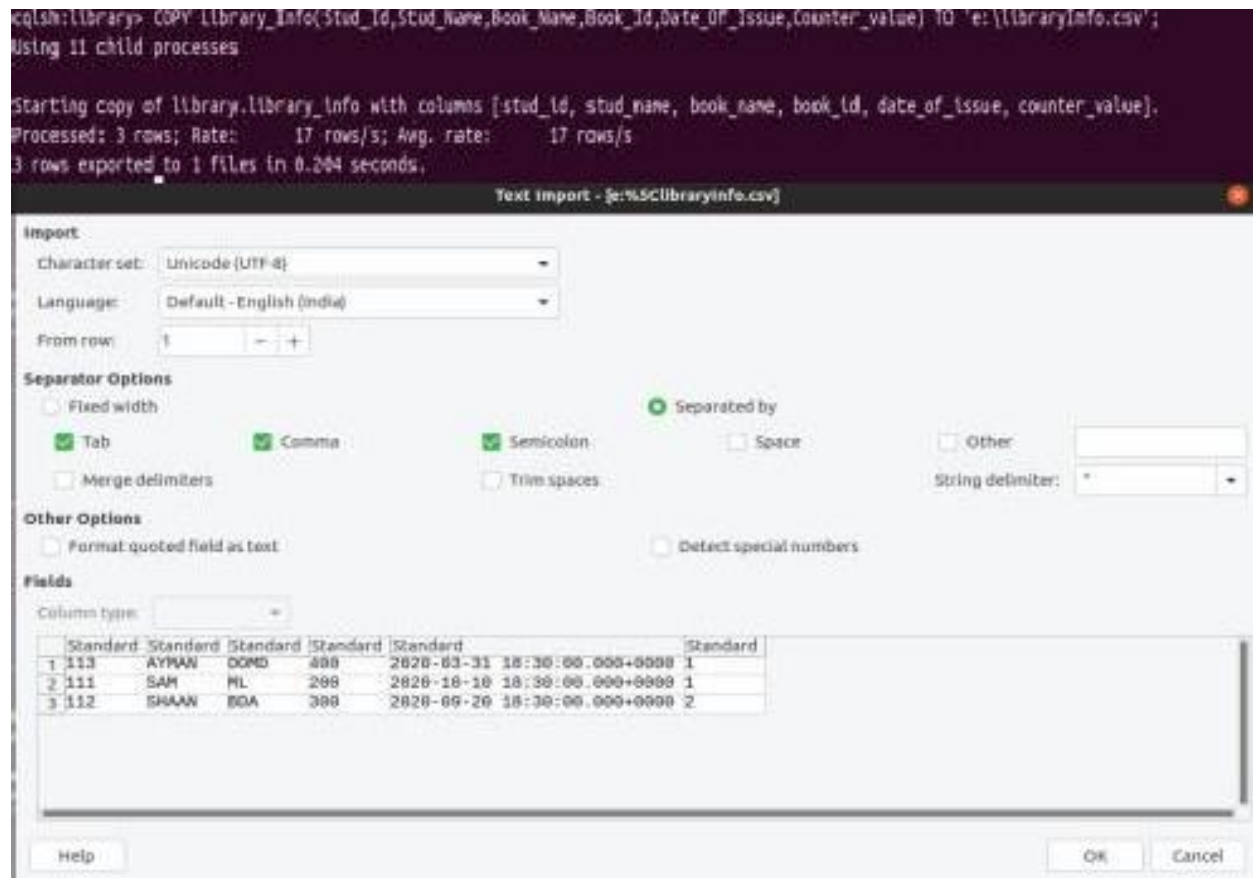 cqlsh:library> COPY Library_Info(Stud_Id,Stud_Name,Book_Name,Book_Id,Date_Of_Issue,Counter_value) TO 'e:\libraryInfo.csv';
Using 11 child processes
Starting copy of library.library_info with columns [stud_id, stud_name, book_name, book_id, date_of_issue, counter_value].
Processed: 3 rows; Rate: 17 rows/s; Avg. rate: 17 rows/s
3 rows exported to 1 files in 0.204 seconds.
Text Import - [e:%5ClibraryInfo.csv]
Import
Character set: Unicode (UTF-8)
Language: Default - English (India)
From row: 1 - +
Separator Options
Fixed width Separated by
Tab Comma Semicolon Space Other
Merge delimiters Trim spaces String delimiter: "
Other Options
Format quoted field as text Detect special numbers
Fields
Column type:
Standard Standard Standard Standard Standard Standard
1 113 AYMAN OOMD 400 2020-03-31 18:30:00.000+0000 1
2 111 SAM ML 200 2020-10-10 18:30:00.000+0000 1
3 112 SHAAN BDA 300 2020-09-20 18:30:00.000+0000 2
Help OK Cancel